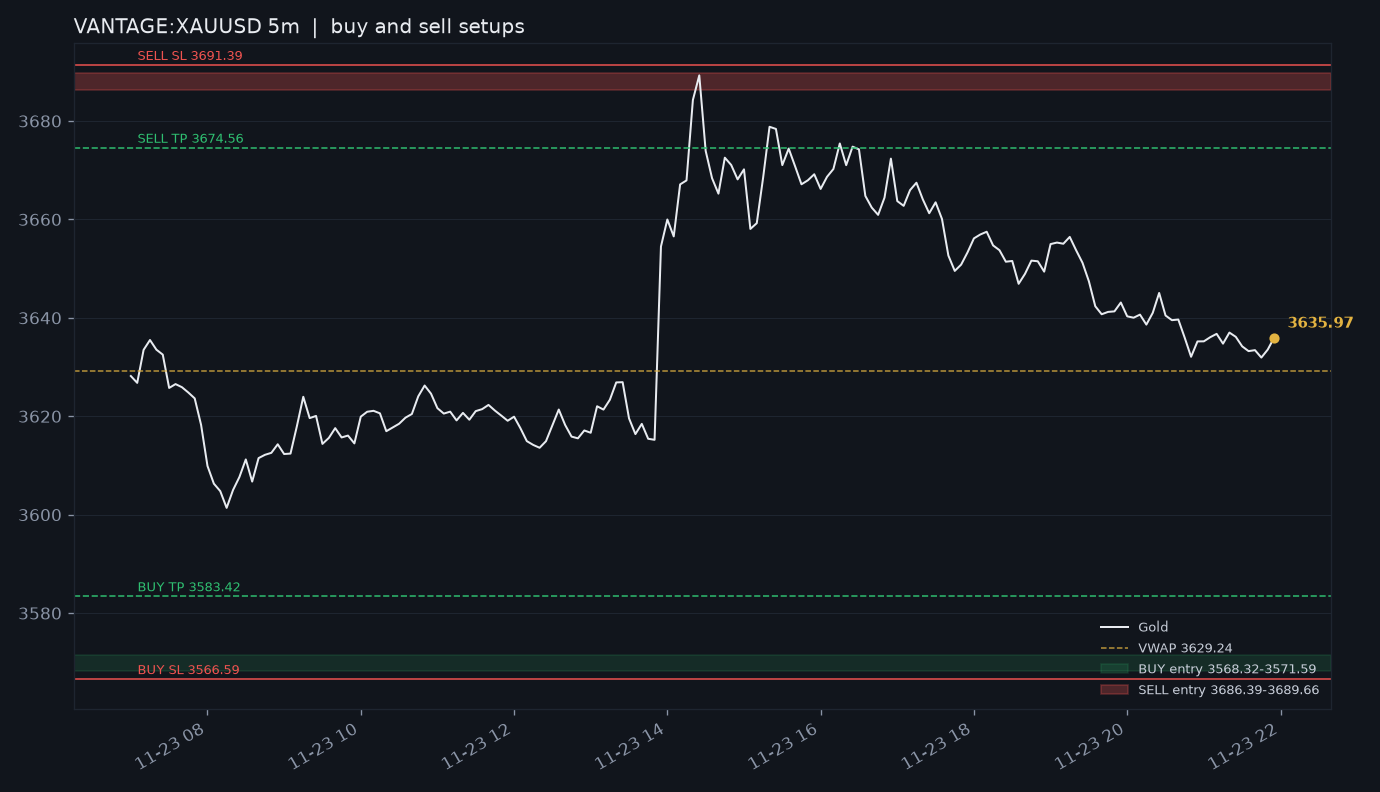 VANTAGE:XAUUSD 5m | buy and sell setups
SELL SL 3691.39
3680
SELL TP 3674.56
3660
3640
3635.97
3620
3600
BUY TP 3583.42
3580
Gold
VWAP 3629.24
BUY SL 3566.59
BUY entry 3568.32-3571.59
SELL entry 3686.39-3689.66
11-23 08
11-23 10
11-23 12
11-23 14
11-23 16
11-23 18
11-23 20
11-23 22